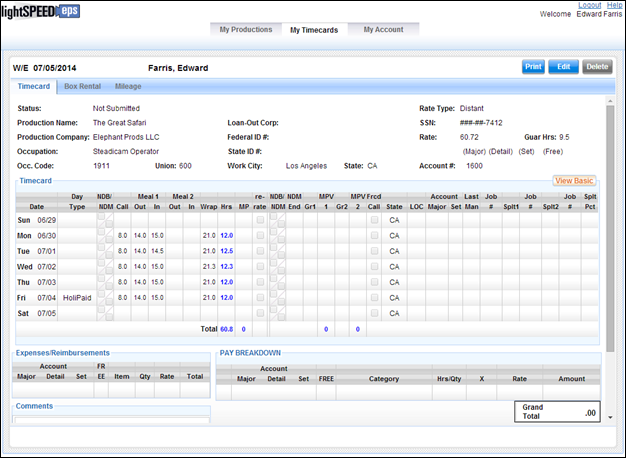 lightSPEED eps
Logout Help
Welcome Edward Farris
My Productions My Timecards My Account
W/E 07/05/2014 Farris, Edward Print Edit Delete
Timecard Box Rental Mileage
Status: Not Submitted Rate Type: Distant
Production Name: The Great Safari Loan-Out Corp: SSN: ###-##-7412
Production Company: Elephant Prods LLC Federal ID #: Rate: 60.72 Guar Hrs: 9.5
Occupation: Steadicam Operator State ID #: (Major) (Detail) (Set) (Free)
Occ. Code: 1911 Union: 600 Work City: Los Angeles State: CA Account #: 1600
Timecard View Basic
Day NDB/ Meal 1 Meal 2 re- NDB/ NDM MPV MPV Frcd Account Last Job Job Job Splt
Date Type NDM Call Out In Out In Wrap Hrs MP rate NDM End Gr1 1 Gr2 2 Call State LOC Major Set Man # Splt1 # Splt2 # Pct
Sun 06/29 CA
Mon 06/30 8.0 14.0 15.0 21.0 12.0 CA
Tue 07/01 8.0 14.0 14.5 21.0 12.5 CA
Wed 07/02 8.0 14.0 15.0 21.3 12.3 CA
Thu 07/03 8.0 14.0 15.0 21.0 12.0 CA
Fri 07/04 HoliPaid 8.0 14.0 15.0 21.0 12.0 CA
Sat 07/05 CA
Total 60.8 0 0 0
Expenses/Reimbursements PAY BREAKDOWN
Account FR Account
Major Detail Set EE Item Qty Rate Total Major Detail Set FREE Category Hrs/Qty X Rate Amount
Comments
Grand
Total .00